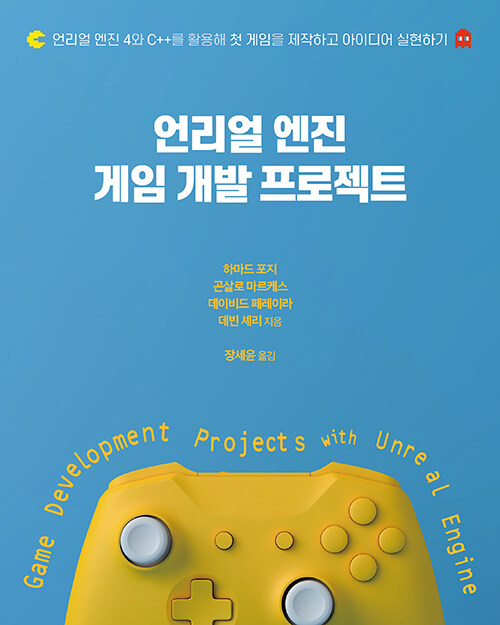 언리얼 엔진 4와 C++를 활용해 첫 게임을 제작하고 아이디어 실현하기
언리얼 엔진
게임 개발 프로젝트
하마드 포지
곤살로 마르케스
데이비드 페레이라
데빈 셰리 지음
장세윤 옮김
Game Development Projects with Unreal Engine